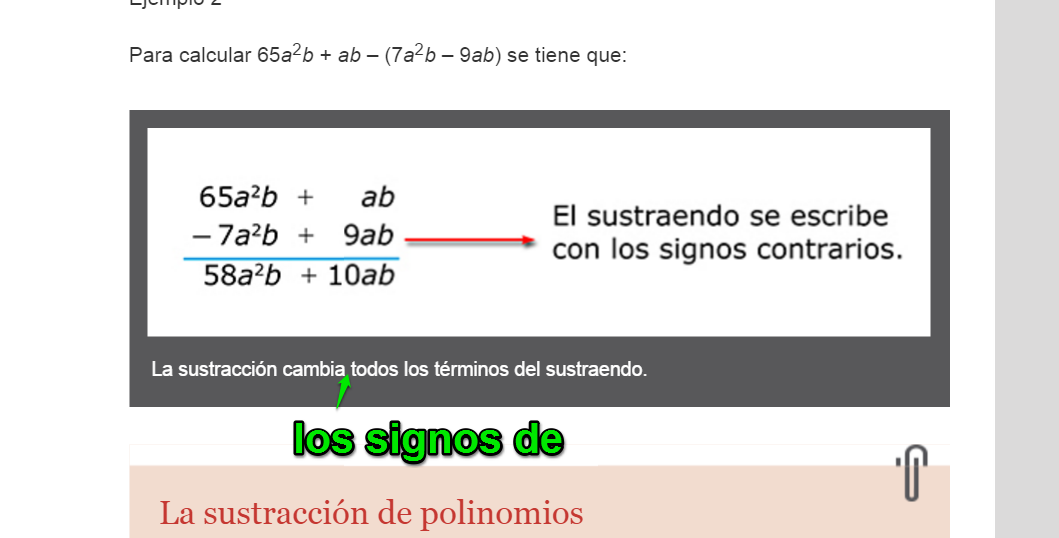 Ejemplo 2
Para calcular 65a²b + ab – (7a²b – 9ab) se tiene que:
65a²b + ab
– 7a²b + 9ab
58a²b + 10ab
El sustraendo se escribe
con los signos contrarios.
La sustracción cambia todos los términos del sustraendo.
los signos de
La sustracción de polinomios